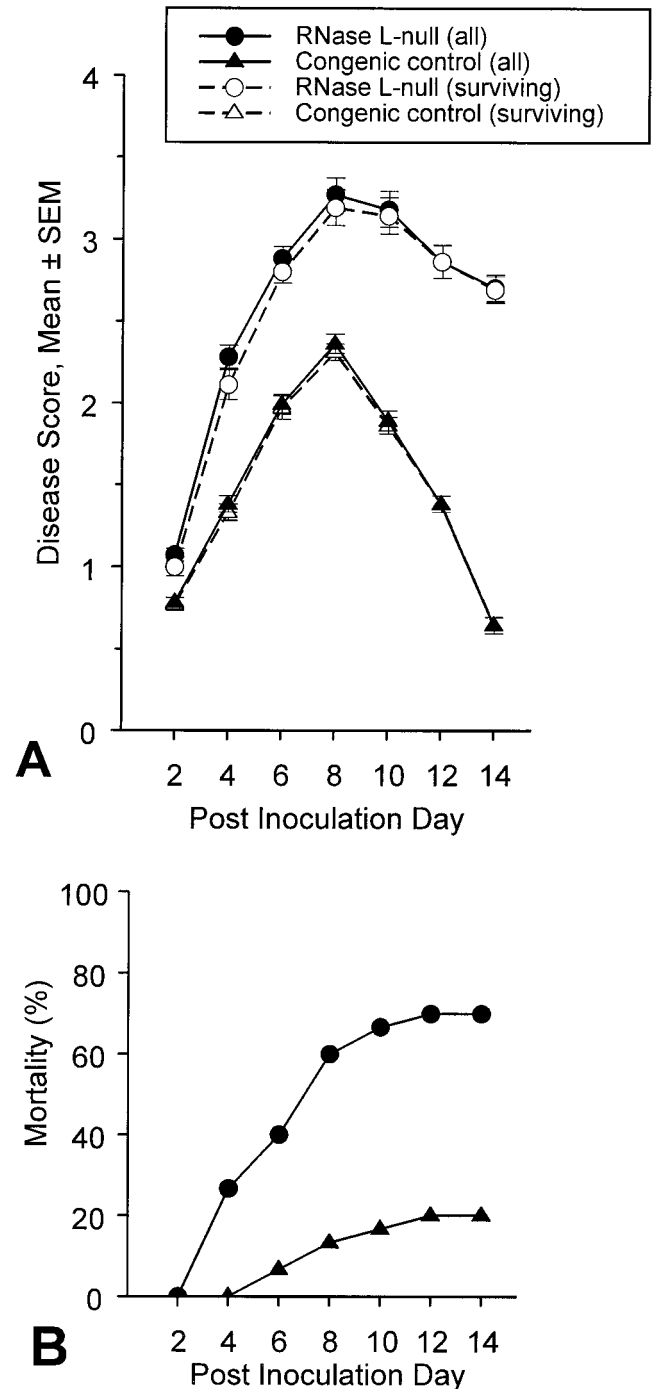 RNase L-null (all)
Congenic control (all)
RNase L-null (surviving)
Congenic control (surviving)
4
3
2
1
0
Disease Score, Mean ± SEM
2 4 6 8 10 12 14
Post Inoculation Day
A
100
80
60
40
20
0
Mortality (%)
2 4 6 8 10 12 14
Post Inoculation Day
B